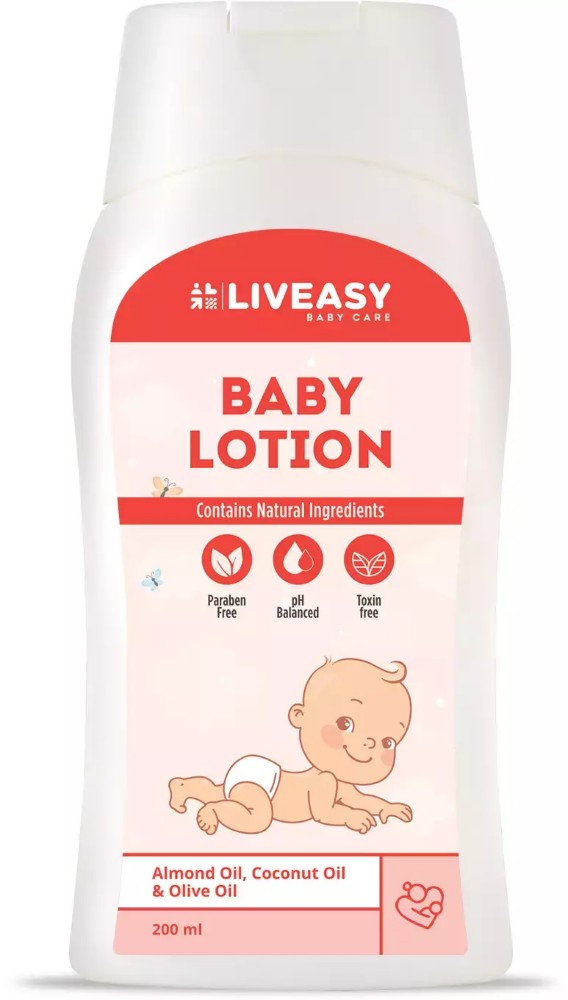 LIVEASY
BABY CARE
BABY
LOTION
Contains Natural Ingredients
Paraben
Free
pH
Balanced
Toxin
free
Almond Oil, Coconut Oil
& Olive Oil
200 ml